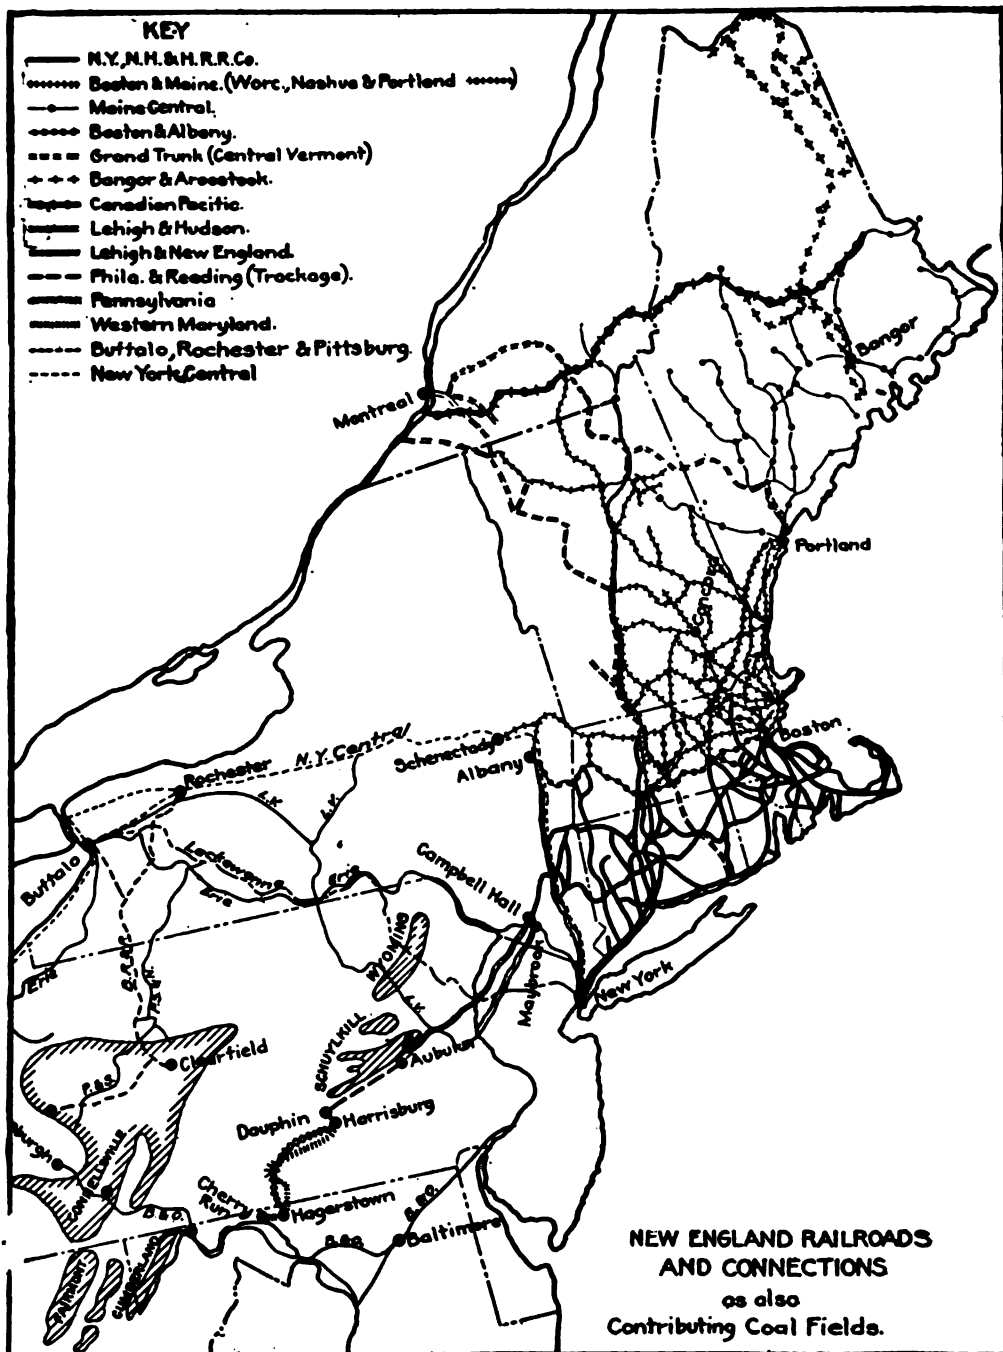 KEY
N.Y., N.H. & H.R.R.Co.
Boston & Maine. (Worc., Nashua & Portland)
Maine Central.
Boston & Albany.
Grand Trunk (Central Vermont)
Bangor & Aroostook.
Canadian Pacific.
Lehigh & Hudson.
Lehigh & New England.
Phila. & Reading (Trackage).
Pennsylvania
Western Maryland.
Buffalo, Rochester & Pittsburg.
New York Central
Bangor
Montreal
Portland
Concord
Boston
N.Y. Central
Schenectady
Albany
Rochester
L.V.
L.V.
Buffalo
Lackawanna
Erie
Erie
Campbell Hall
WYOMING
Maybrook
New York
Erie
B.R.&P.
P.S.&N.
L.V.
SCHUYLKILL
Auburn
Clearfield
P.&S.
Dauphin
Harrisburg
burgh
CONNELLSVILLE
Cherry Run
Hagerstown
B.&O.
B.&O.
B.&O.
Baltimore
FAIRMONT
CUMBERLAND
NEW ENGLAND RAILROADS
AND CONNECTIONS
as also
Contributing Coal Fields.